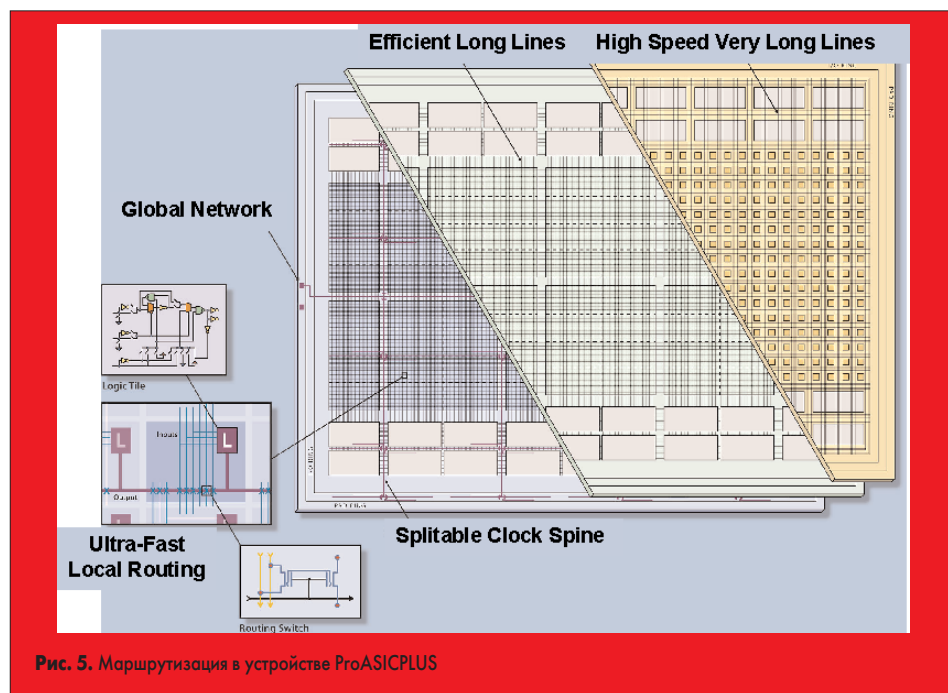 Efficient Long Lines
High Speed Very Long Lines
Global Network
Logic Tile
Inputs
L
L
Output
Ultra-Fast
Local Routing
Splitable Clock Spine
Routing Switch
Рис. 5. Маршрутизация в устройстве ProASICPLUS